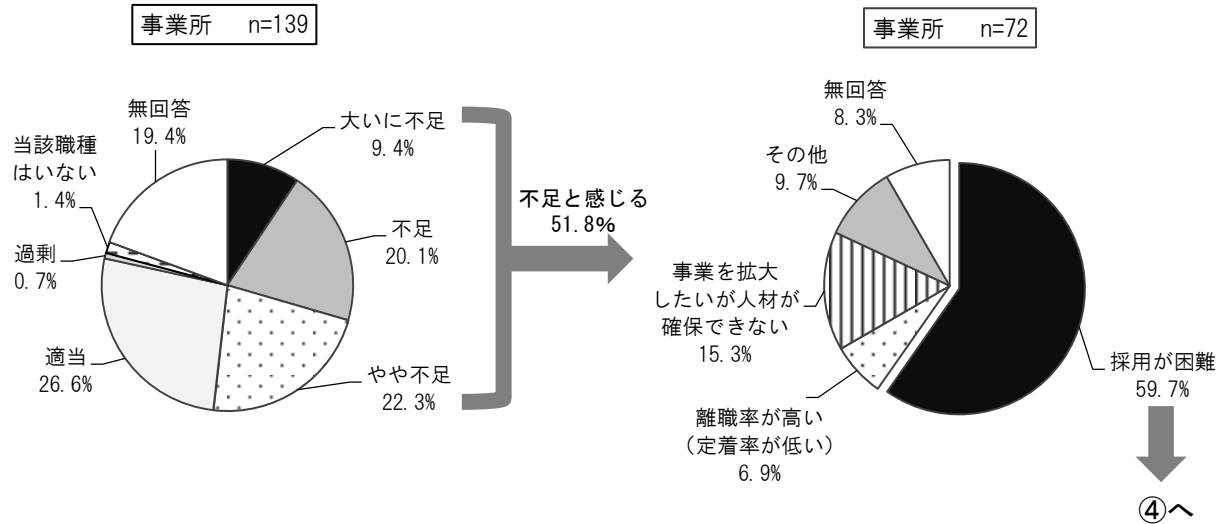 事業所 n=139
無回答
19.4%
当該職種
はいない
1.4%
過剰
0.7%
適当
26.6%
大いに不足
9.4%
不足
20.1%
やや不足
22.3%
不足と感じる
51.8%
事業所 n=72
無回答
8.3%
その他
9.7%
事業を拡大
したいが人材が
確保できない
15.3%
離職率が高い
（定着率が低い）
6.9%
採用が困難
59.7%
④へ